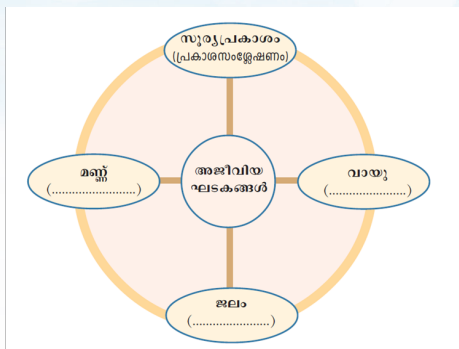 സൂര്യപ്രകാശം
(പ്രകാശസംശ്ലേഷണം)
മണ്ണ്
(........................)
അജീവിയ
ഘടകങ്ങൾ
വായു
(......................)
ജലം
(......................)